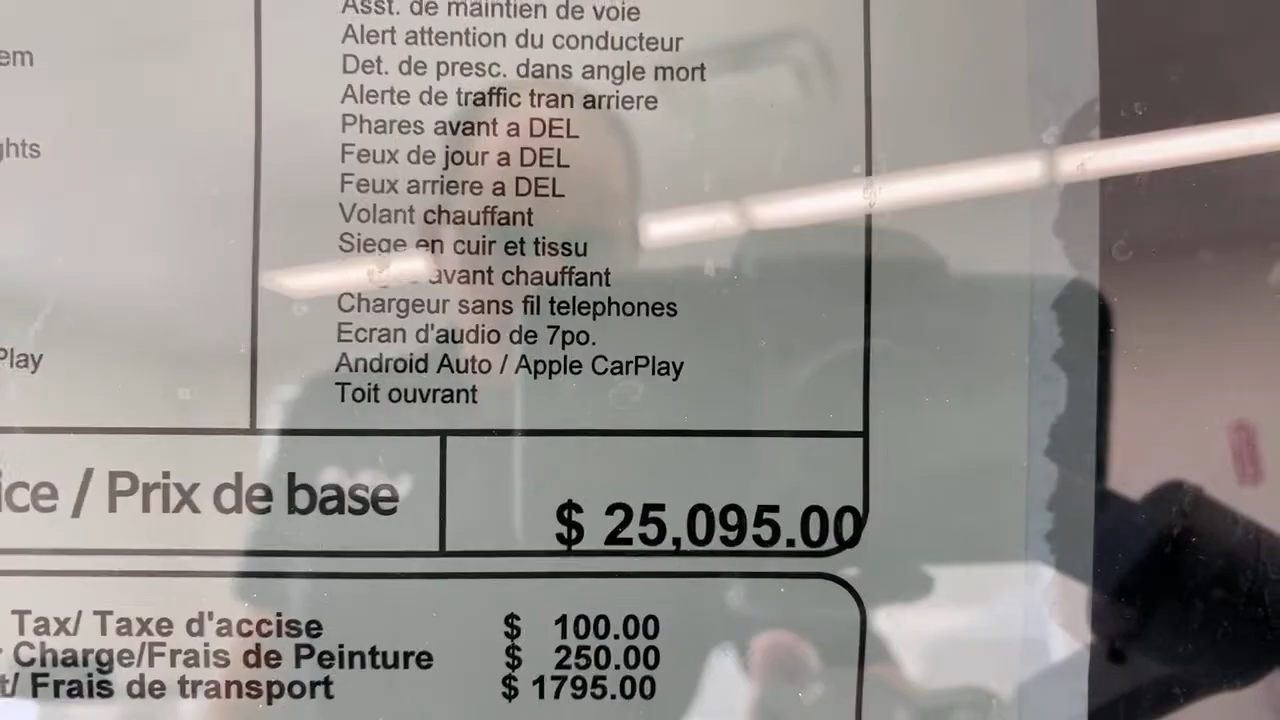 em
ghts
Play
Asst. de maintien de voie
Alert attention du conducteur
Det. de presc. dans angle mort
Alerte de traffic tran arriere
Phares avant a DEL
Feux de jour a DEL
Feux arriere a DEL
Volant chauffant
Siege en cuir et tissu
avant chauffant
Chargeur sans fil telephones
Ecran d'audio de 7po.
Android Auto / Apple CarPlay
Toit ouvrant
ice / Prix de base $ 25,095.00
Tax/ Taxe d'accise $ 100.00
Charge/Frais de Peinture $ 250.00
t/ Frais de transport $ 1795.00